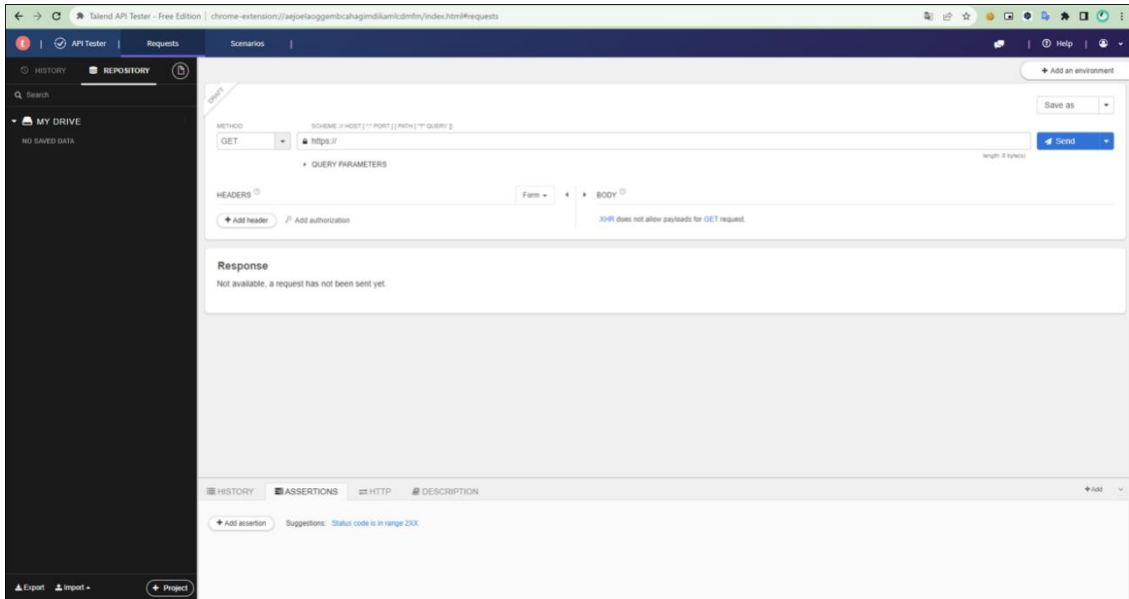 Talend API Tester - Free Edition | chrome-extension://aejoelaoggembcahagimdiliamlcdmfm/index.html#requests
t | API Tester | Requests Scenarios | | Help |
HISTORY REPOSITORY
+ Add an environment
Search
DRAFT
Save as
MY DRIVE
METHOD SCHEME :// HOST [ ":" PORT ] [ PATH [ "?" QUERY ]]
NO SAVED DATA
GET https:// Send
length: 8 byte(s)
QUERY PARAMETERS
HEADERS ? Form BODY ?
+ Add header Add authorization XHR does not allow payloads for GET request.
Response
Not available, a request has not been sent yet.
HISTORY ASSERTIONS HTTP DESCRIPTION +Add
+ Add assertion Suggestions: Status code is in range 2XX
Export Import + Project